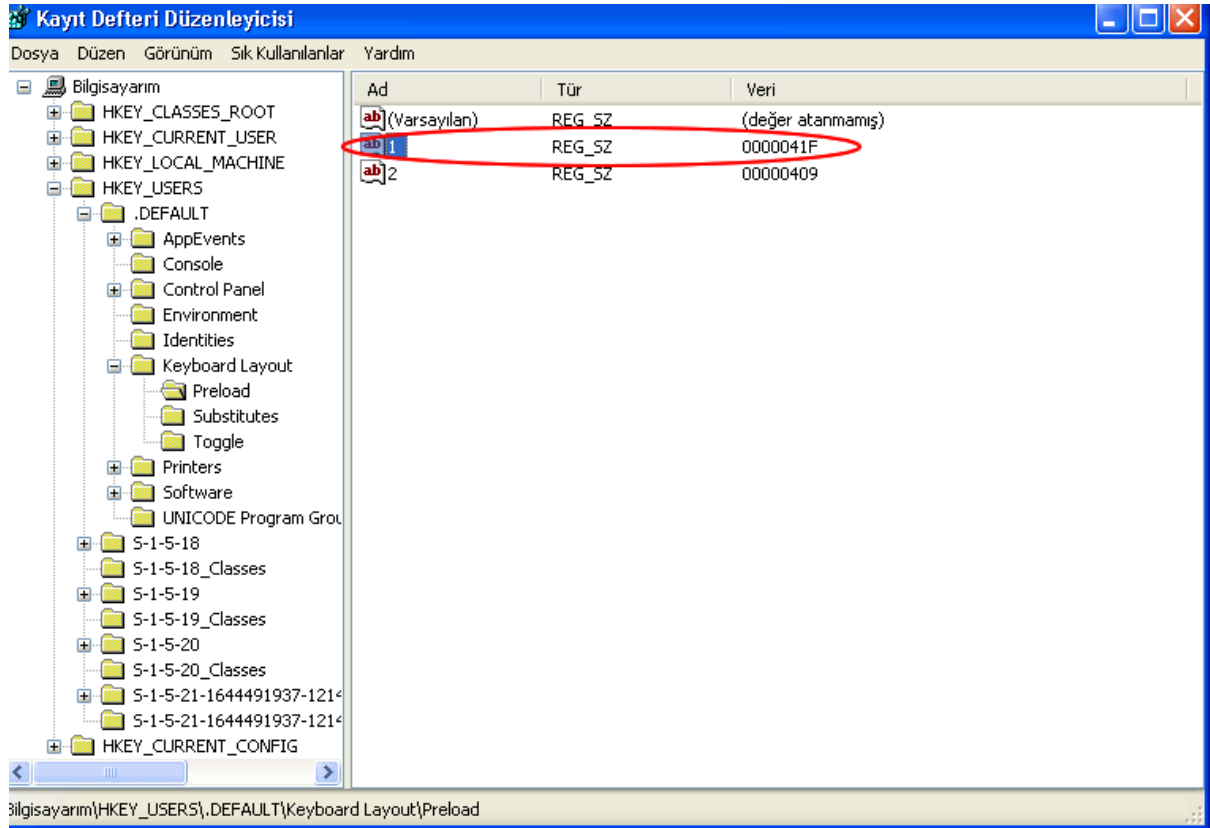 Kayıt Defteri Düzenleyicisi
Dosya Düzen Görünüm Sık Kullanılanlar Yardım
Bilgisayarım
HKEY_CLASSES_ROOT
HKEY_CURRENT_USER
HKEY_LOCAL_MACHINE
HKEY_USERS
.DEFAULT
AppEvents
Console
Control Panel
Environment
Identities
Keyboard Layout
Preload
Substitutes
Toggle
Printers
Software
UNICODE Program Grou
S-1-5-18
S-1-5-18_Classes
S-1-5-19
S-1-5-19_Classes
S-1-5-20
S-1-5-20_Classes
S-1-5-21-1644491937-1214
S-1-5-21-1644491937-1214
HKEY_CURRENT_CONFIG
Ad Tür Veri
ab (Varsayılan) REG_SZ (değer atanmamış)
ab 1 REG_SZ 0000041F
ab 2 REG_SZ 00000409
Bilgisayarım\HKEY_USERS\.DEFAULT\Keyboard Layout\Preload